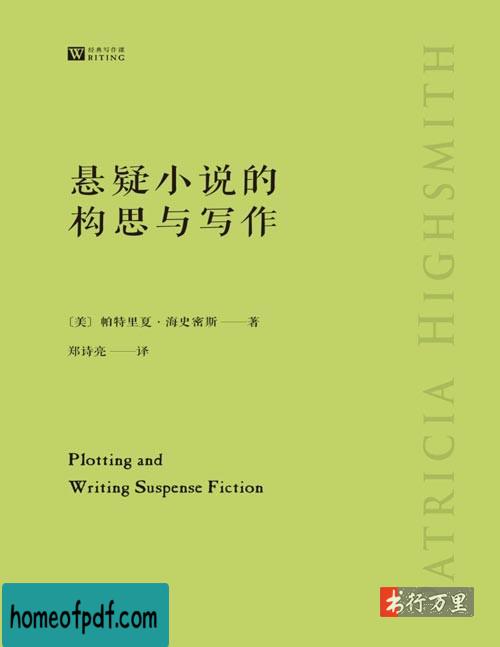 W 经典写作课
RITING
悬疑小说的
构思与写作
〔美〕帕特里夏·海史密斯——著
郑诗亮——译
Plotting and
Writing Suspense Fiction
ATRICIA HIGHSMITH
homeofpdf.com
书行万里